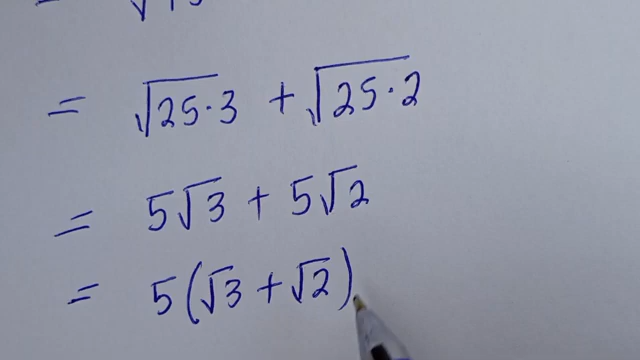 = √25·3 + √25·2
= 5√3 + 5√2
= 5(√3 + √2)